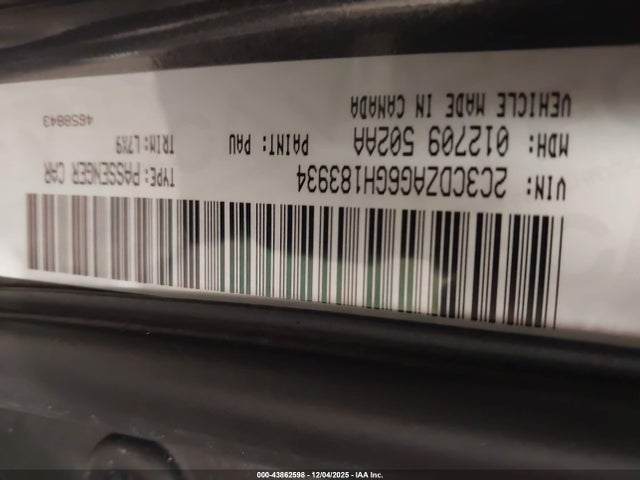 VIN: 2C3CDZAG6GH183934 TYPE: PASSENGER CAR
MDH: 012709 502AA PAINT: PAU TRIM: L7X9
VEHICLE MADE IN CANADA 4658843
000-43862598 - 12/04/2025 - IAA Inc.